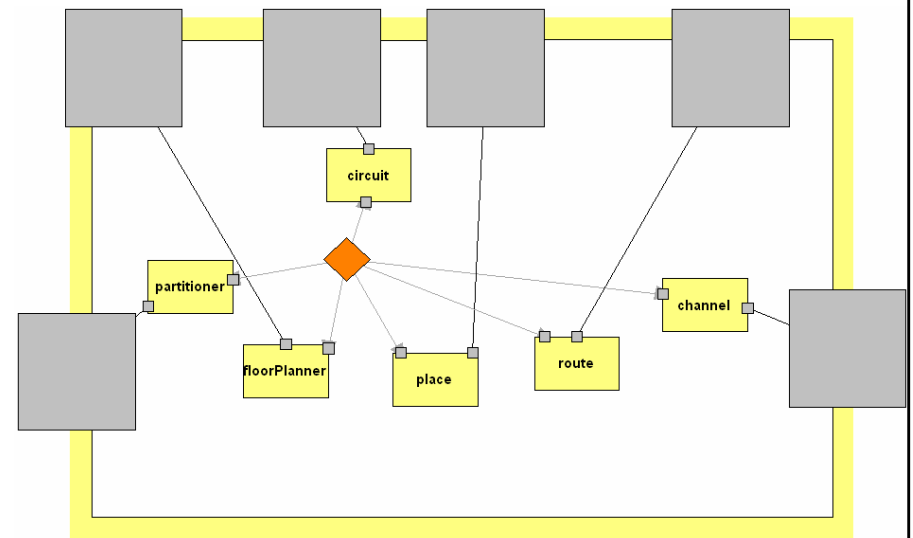 circuit
partitioner
channel
floorPlanner
place
route